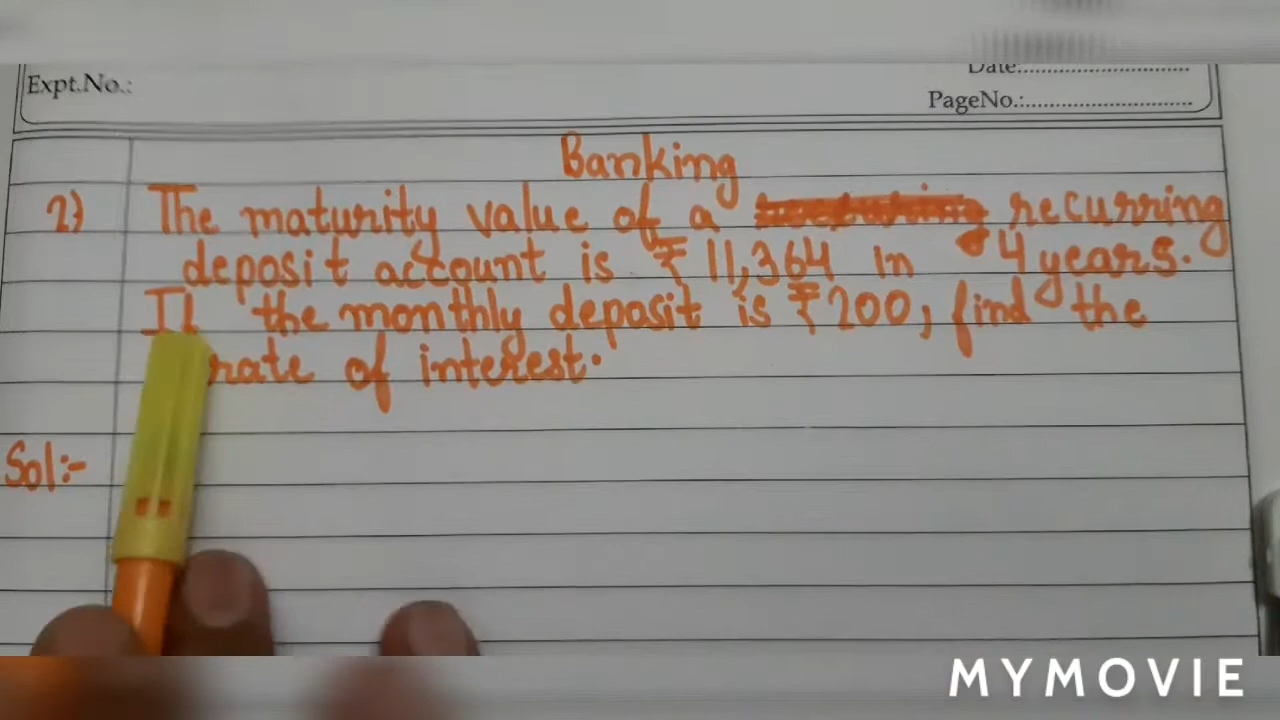 Date:
Expt.No.:
PageNo.:
Banking
2) The maturity value of a recurring
deposit account is ₹ 11,364 in 4 years.
If the monthly deposit is ₹ 200, find the
rate of interest.
Sol:-
MYMOVIE